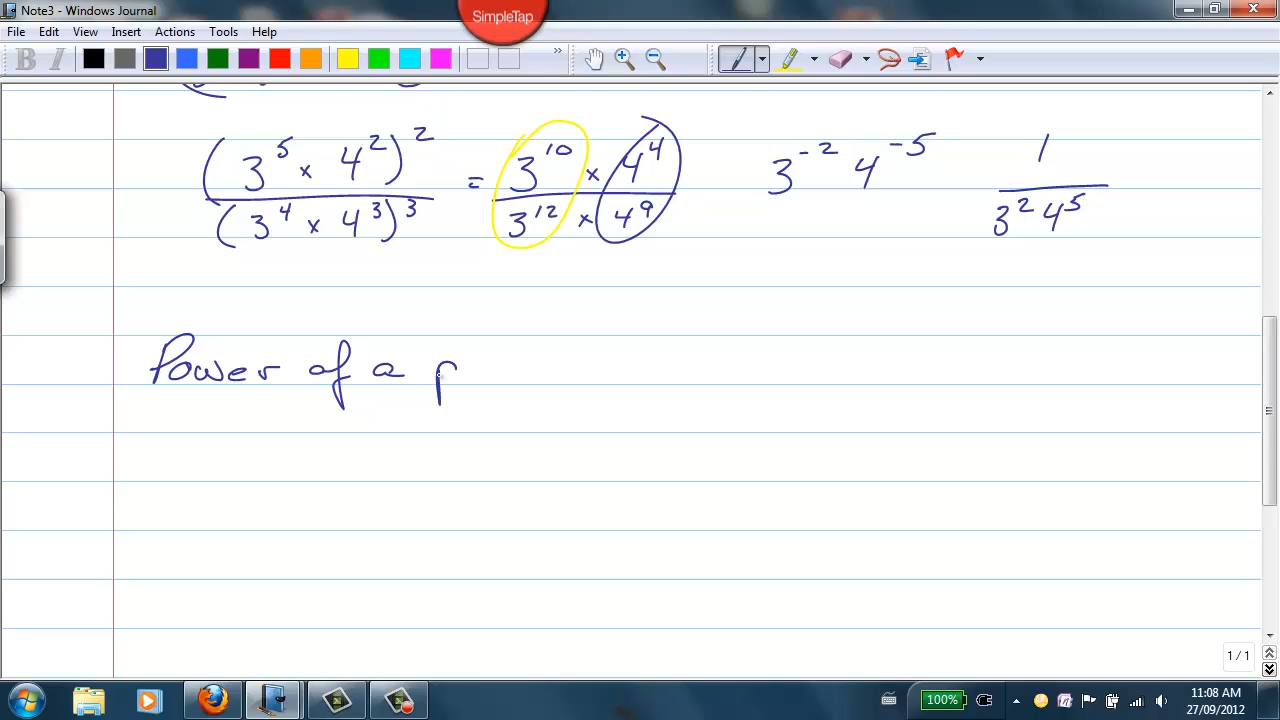 Note3 - Windows Journal
SimpleTap
File Edit View Insert Actions Tools Help
B I
(3⁵ × 4²)² / (3⁴ × 4³)³ = 3¹⁰ × 4⁴ / 3¹² × 4⁹ 3⁻² 4⁻⁵ 1 / 3² 4⁵
Power of a p
1 / 1
100%
11:08 AM
27/09/2012